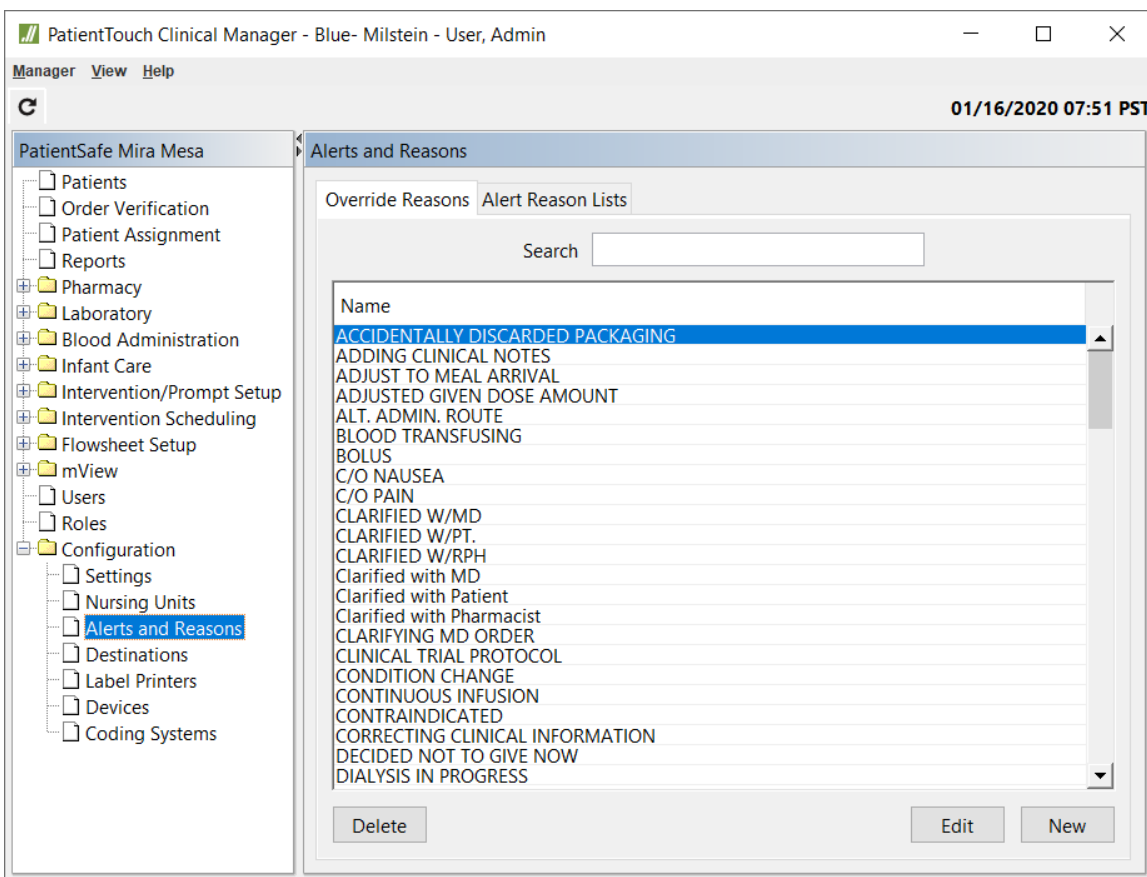 PatientTouch Clinical Manager - Blue- Milstein - User, Admin
Manager View Help
01/16/2020 07:51 PST
PatientSafe Mira Mesa
Patients
Order Verification
Patient Assignment
Reports
Pharmacy
Laboratory
Blood Administration
Infant Care
Intervention/Prompt Setup
Intervention Scheduling
Flowsheet Setup
mView
Users
Roles
Configuration
Settings
Nursing Units
Alerts and Reasons
Destinations
Label Printers
Devices
Coding Systems
Alerts and Reasons
Override Reasons Alert Reason Lists
Search
Name
ACCIDENTALLY DISCARDED PACKAGING
ADDING CLINICAL NOTES
ADJUST TO MEAL ARRIVAL
ADJUSTED GIVEN DOSE AMOUNT
ALT. ADMIN. ROUTE
BLOOD TRANSFUSING
BOLUS
C/O NAUSEA
C/O PAIN
CLARIFIED W/MD
CLARIFIED W/PT.
CLARIFIED W/RPH
Clarified with MD
Clarified with Patient
Clarified with Pharmacist
CLARIFYING MD ORDER
CLINICAL TRIAL PROTOCOL
CONDITION CHANGE
CONTINUOUS INFUSION
CONTRAINDICATED
CORRECTING CLINICAL INFORMATION
DECIDED NOT TO GIVE NOW
DIALYSIS IN PROGRESS
Delete Edit New